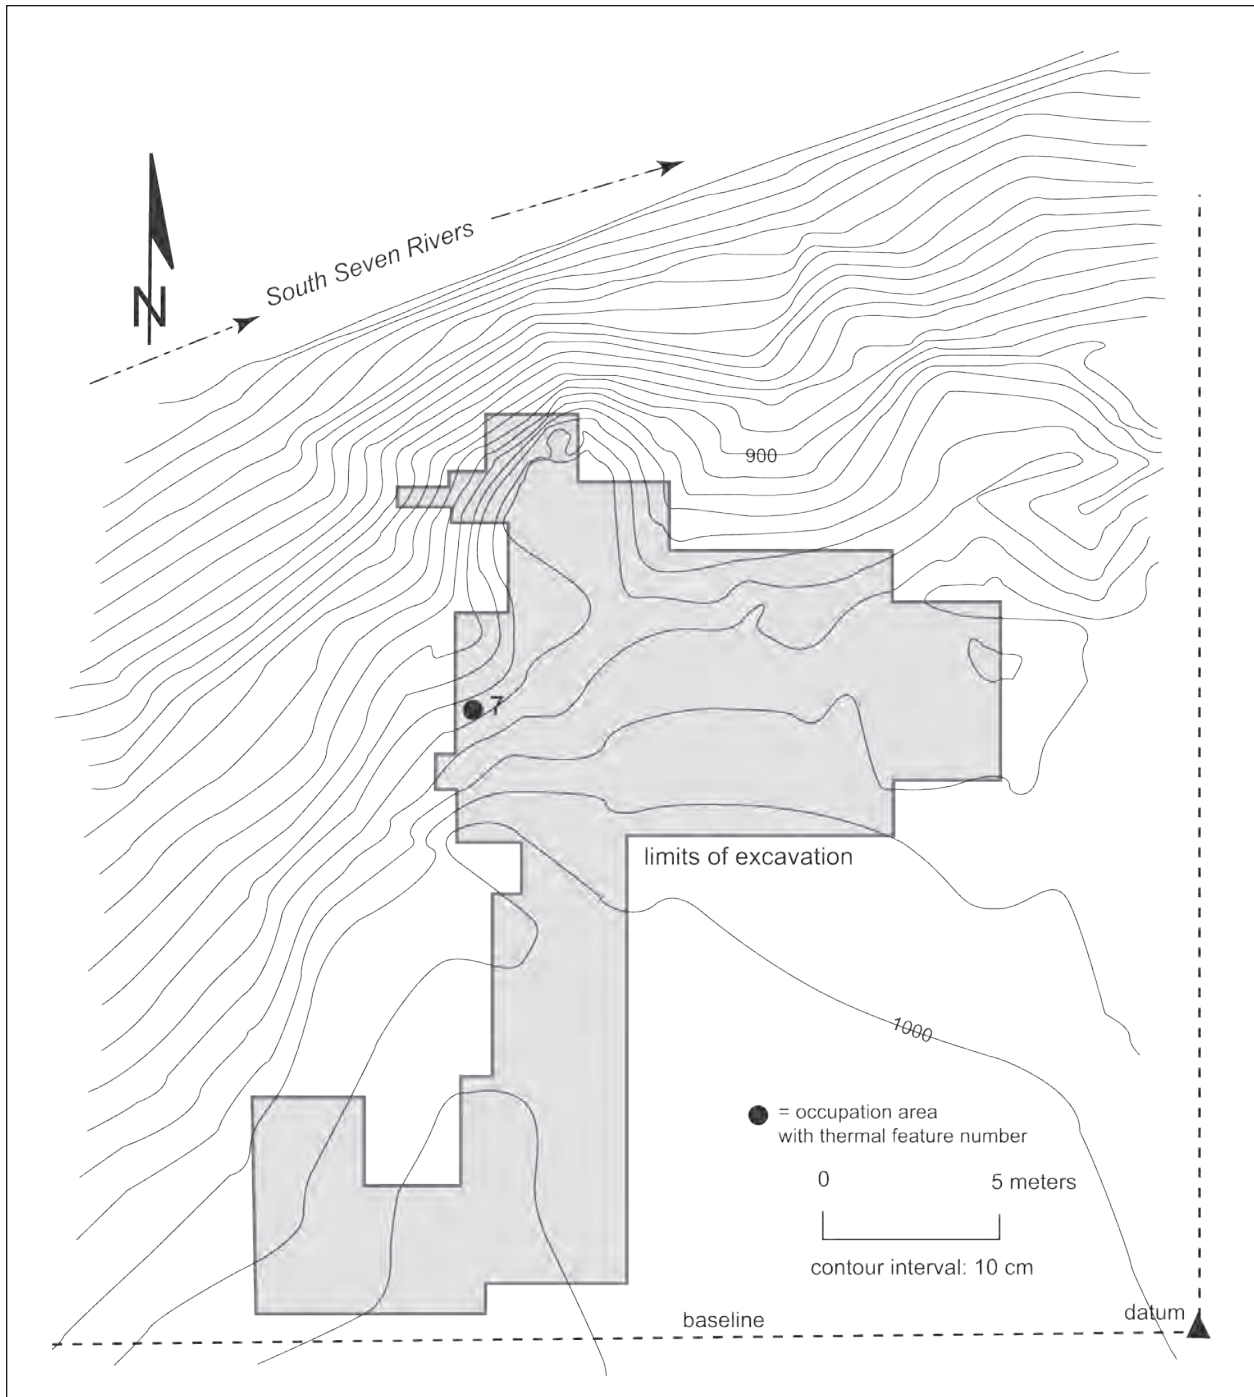 South Seven Rivers
N
900
7
limits of excavation
1000
= occupation area
with thermal feature number
0 5 meters
contour interval: 10 cm
baseline
datum